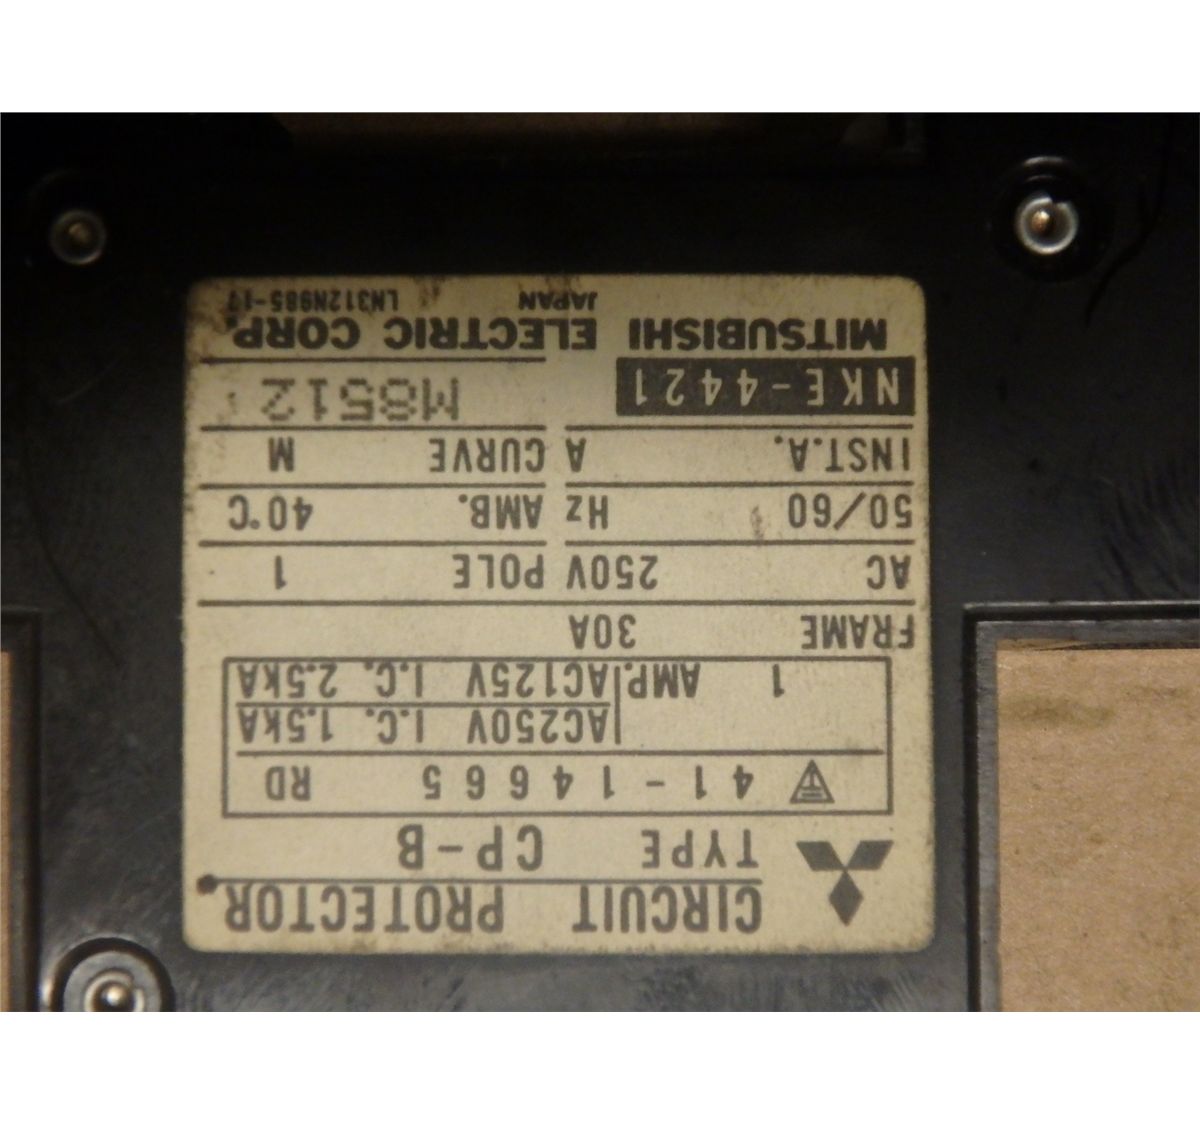 CIRCUIT PROTECTOR
TYPE CP-B
41-14665 RD
AC250V I.C. 1.5kA
1 AMP. AC125V I.C. 2.5kA
FRAME 30A
AC 250V POLE 1
50/60 Hz AMB. 40°C
INST.A. A CURVE M
NKE-4421 M8512
MITSUBISHI ELECTRIC CORP.
JAPAN LN312N985-17